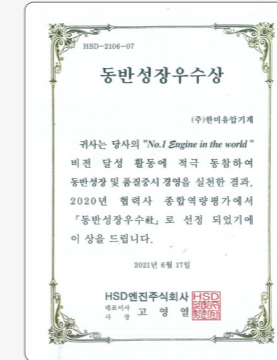 HSD-2106-07
동반성장우수상
(주)한미유압기계
귀사는 당사의 "No.1 Engine in the world"
비전 달성 활동에 적극 동참하여
동반성장 및 품질중시 경영을 실천한 결과,
2020년 협력사 종합역량평가에서
「동반성장우수社」로 선정 되었기에
이 상을 드립니다.
2021년 6월 17일
HSD엔진주식회사
대표이사
사 장 고 영 열
HSD